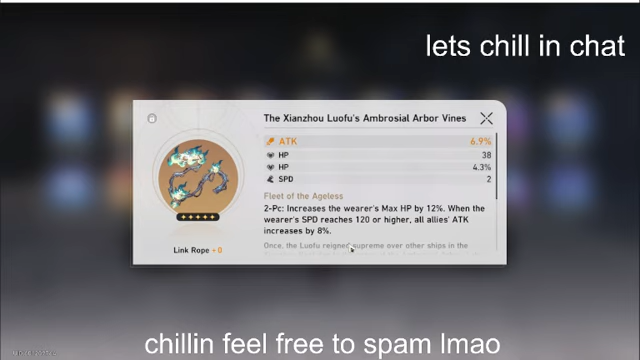 lets chill in chat
The Xianzhou Luofu's Ambrosial Arbor Vines
ATK 6.9%
HP 38
HP 4.3%
SPD 2
Fleet of the Ageless
2-Pc: Increases the wearer's Max HP by 12%. When the
wearer's SPD reaches 120 or higher, all allies' ATK
increases by 8%.
Once, the Luofu reigned supreme over other ships in the
Link Rope + 0
chillin feel free to spam lmao